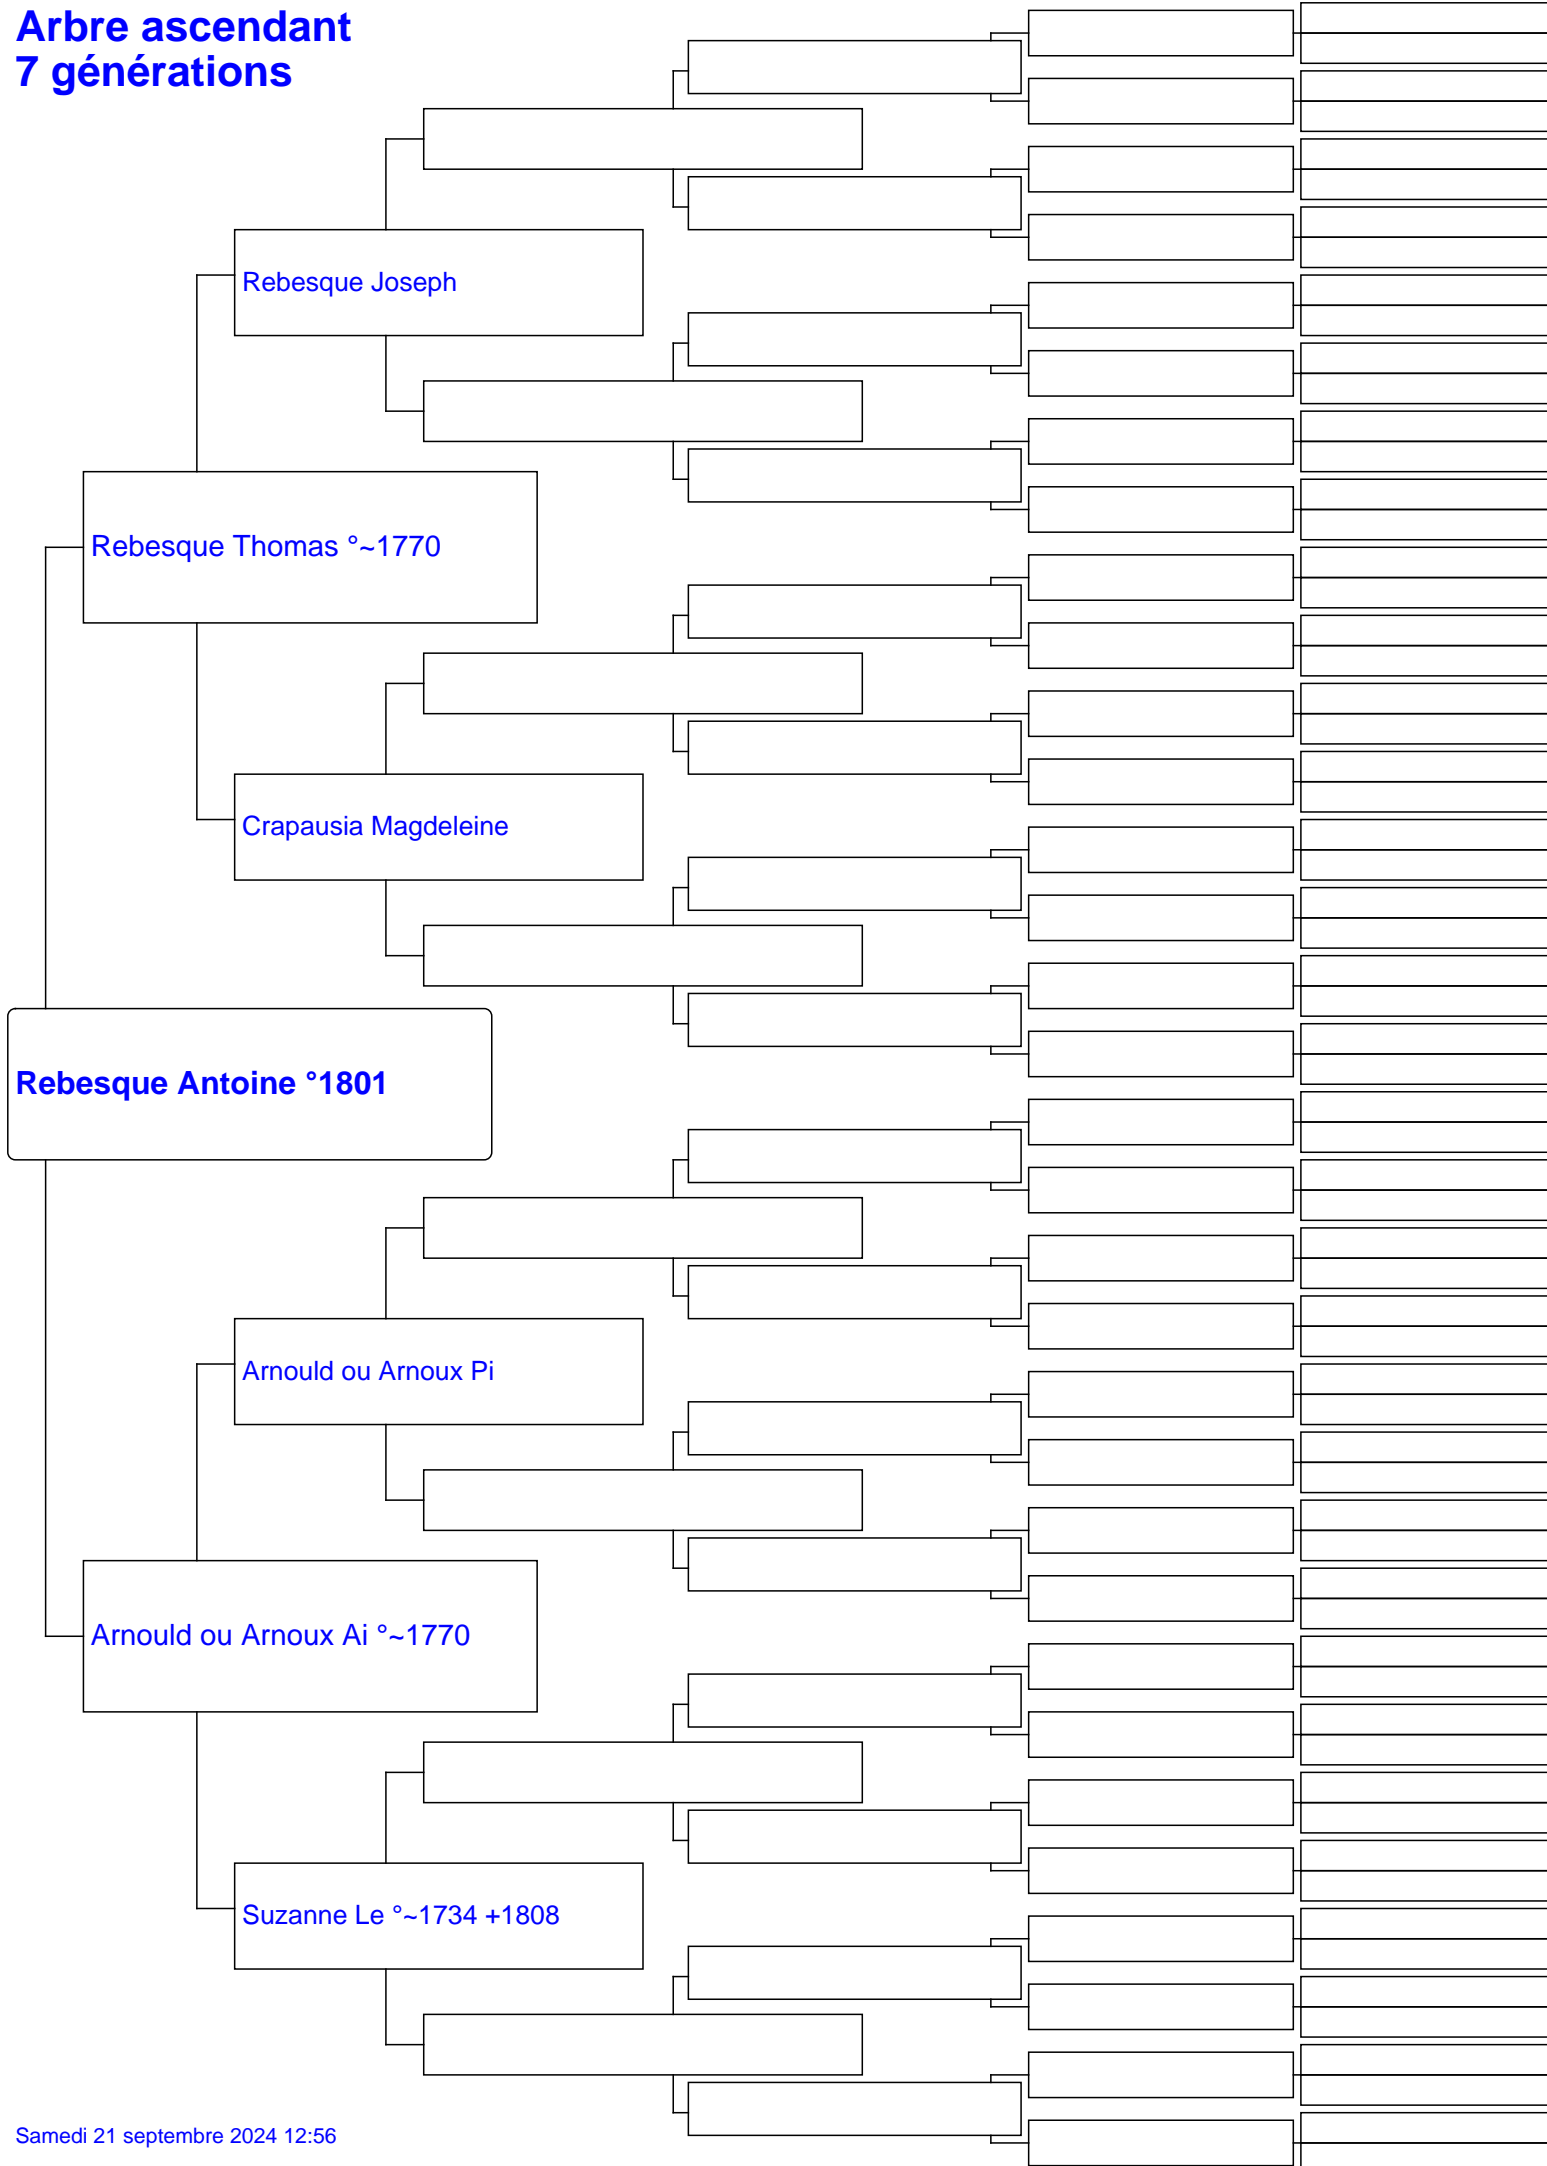 Arbre ascendant
7 générations
Rebesque Joseph
Rebesque Thomas °~1770
Crapausia Magdeleine
Rebesque Antoine °1801
Arnould ou Arnoux Pi
Arnould ou Arnoux Ai °~1770
Suzanne Le °~1734 +1808
Samedi 21 septembre 2024 12:56